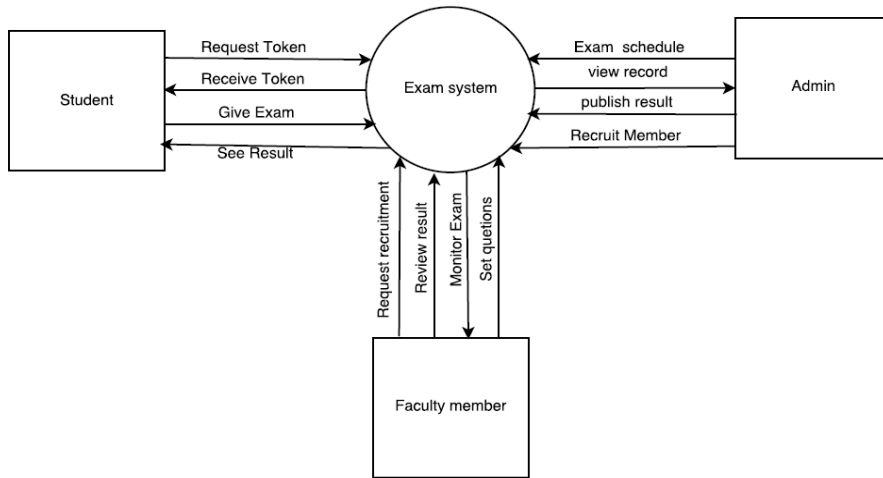 Request Token
Receive Token
Student
Give Exam
See Result
Exam system
Exam schedule
view record
Admin
publish result
Recruit Member
Request recruitment
Review result
Monitor Exam
Set quetions
Faculty member